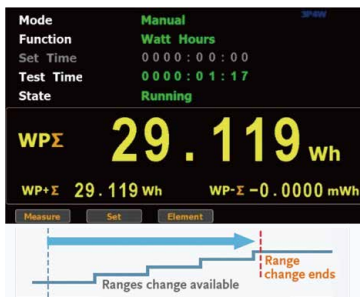 3P4W
Mode Manual
Function Watt Hours
Set Time 0000:00:00
Test Time 0000:01:17
State Running
WPΣ 29.119 Wh
WP+Σ 29.119 Wh WP-Σ -0.0000 mWh
Measure Set Element
Ranges change available
Range
change ends